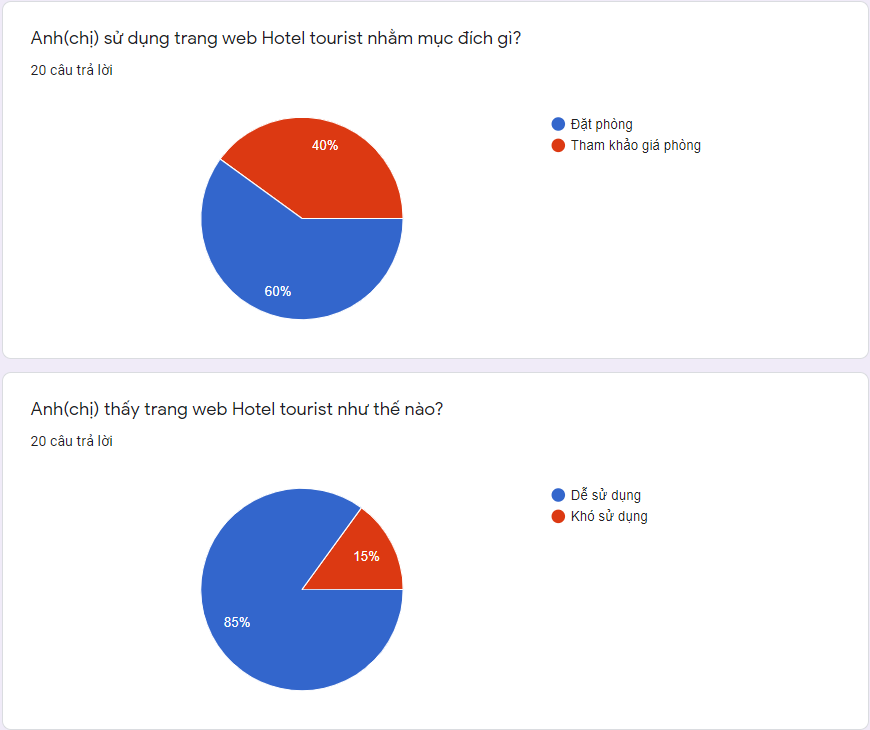 Anh(chị) sử dụng trang web Hotel tourist nhằm mục đích gì?
20 câu trả lời
Đặt phòng
Tham khảo giá phòng
40%
60%
Anh(chị) thấy trang web Hotel tourist như thế nào?
20 câu trả lời
Dễ sử dụng
Khó sử dụng
15%
85%